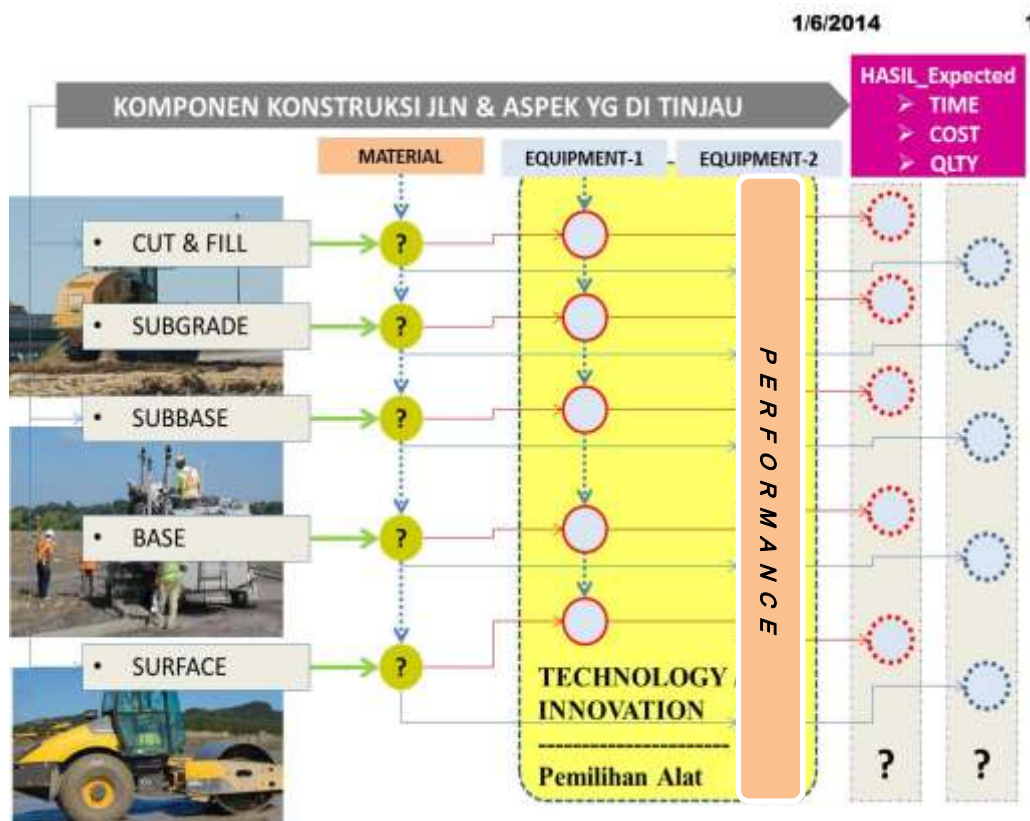 1/6/2014
1
KOMPONEN KONSTRUKSI JLN & ASPEK YG DI TINJAU
HASIL_Expected
➢ TIME
➢ COST
➢ QLTY
MATERIAL
EQUIPMENT-1
EQUIPMENT-2
• CUT & FILL
?
• SUBGRADE
?
• SUBBASE
?
• BASE
?
• SURFACE
?
PERFORMANCE
TECHNOLOGY
INNOVATION
--------------------
Pemilihan Alat
?
?